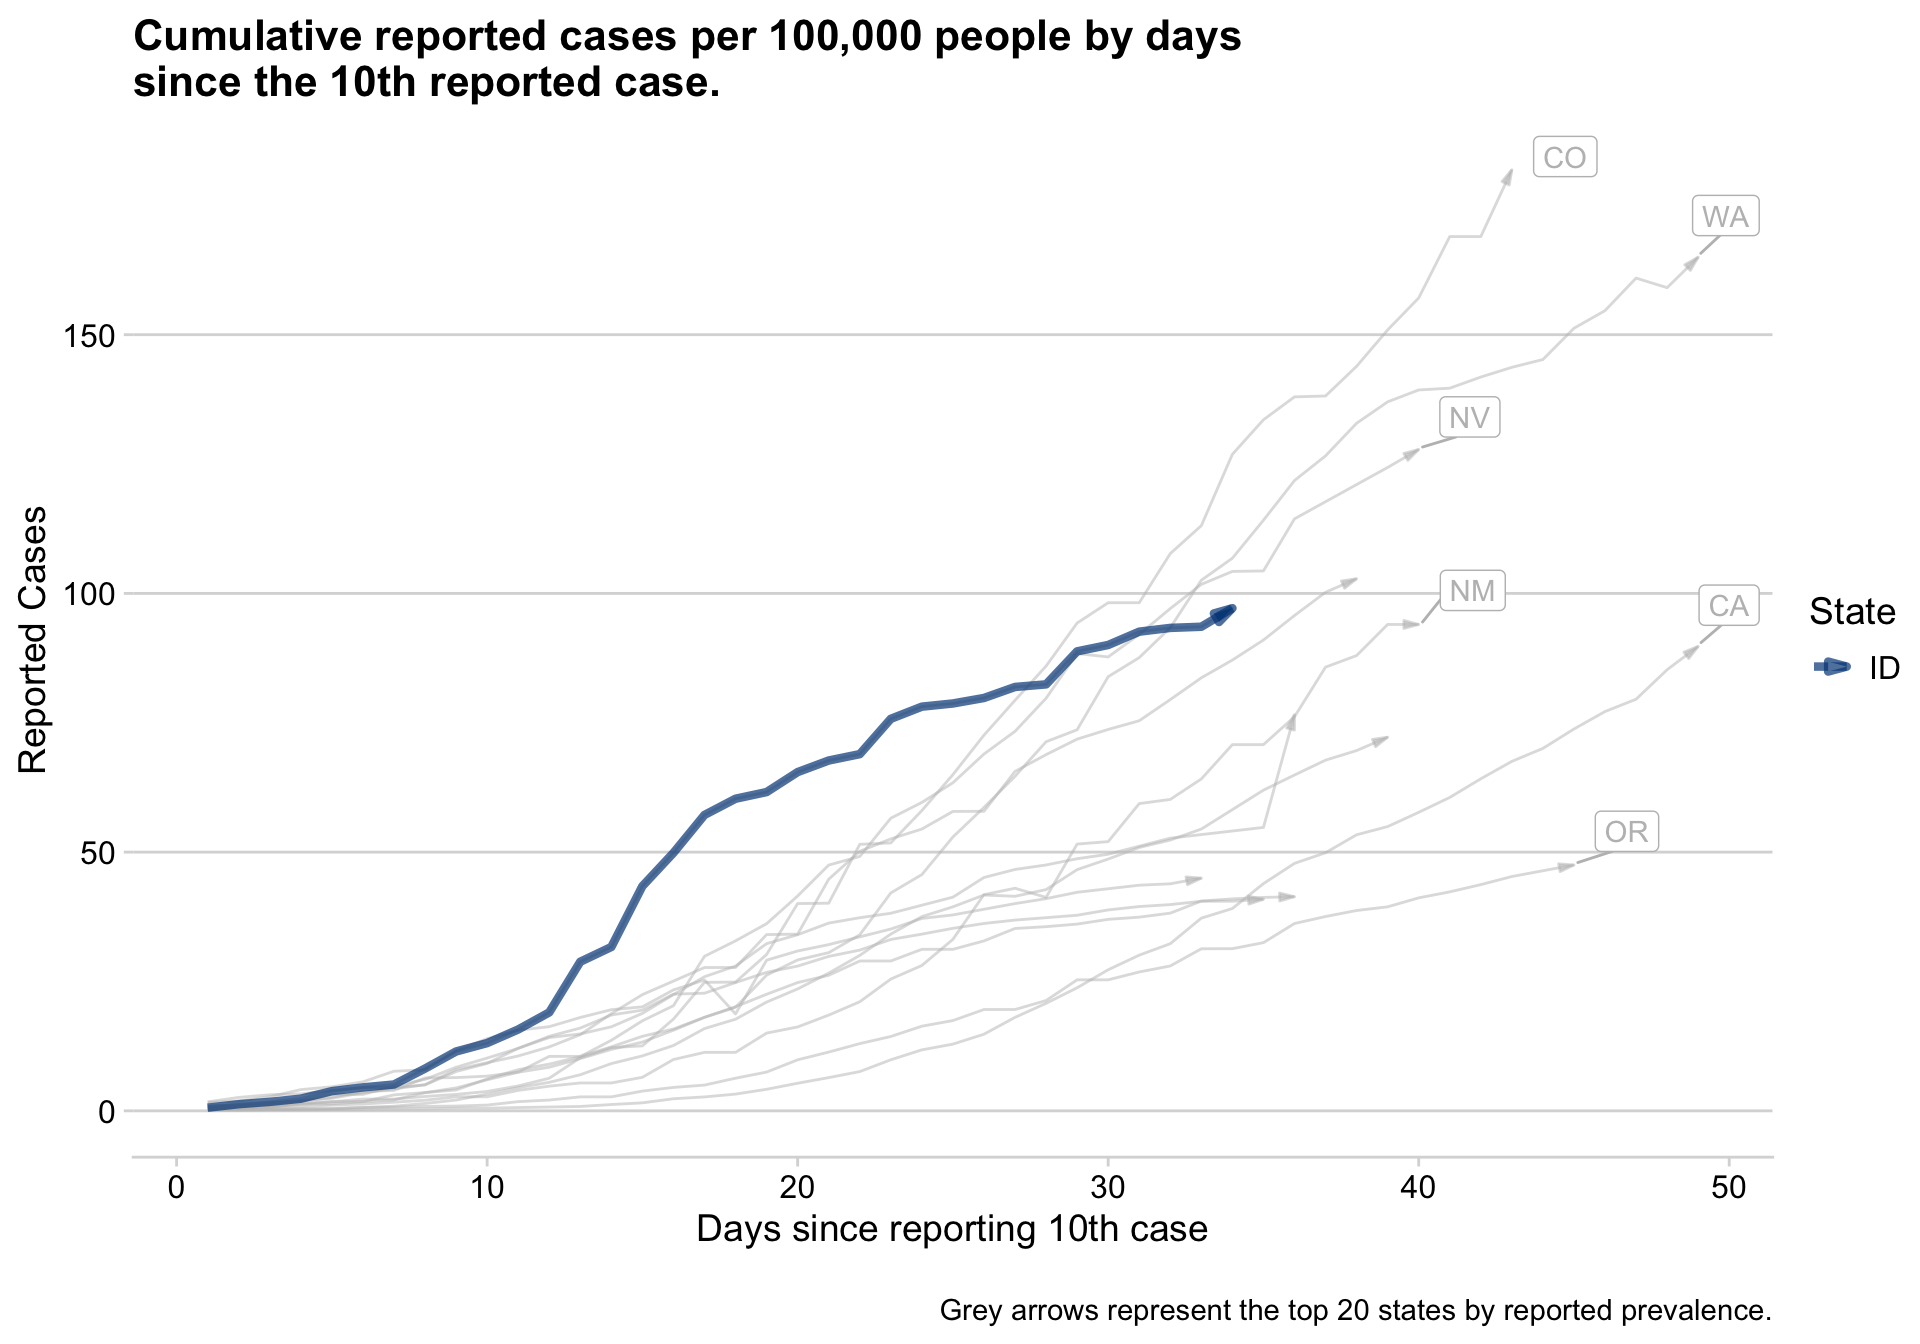 Cumulative reported cases per 100,000 people by days
since the 10th reported case.
CO
WA
150
NV
Reported Cases
100
NM
CA
State
ID
50
OR
0
0 10 20 30 40 50
Days since reporting 10th case
Grey arrows represent the top 20 states by reported prevalence.